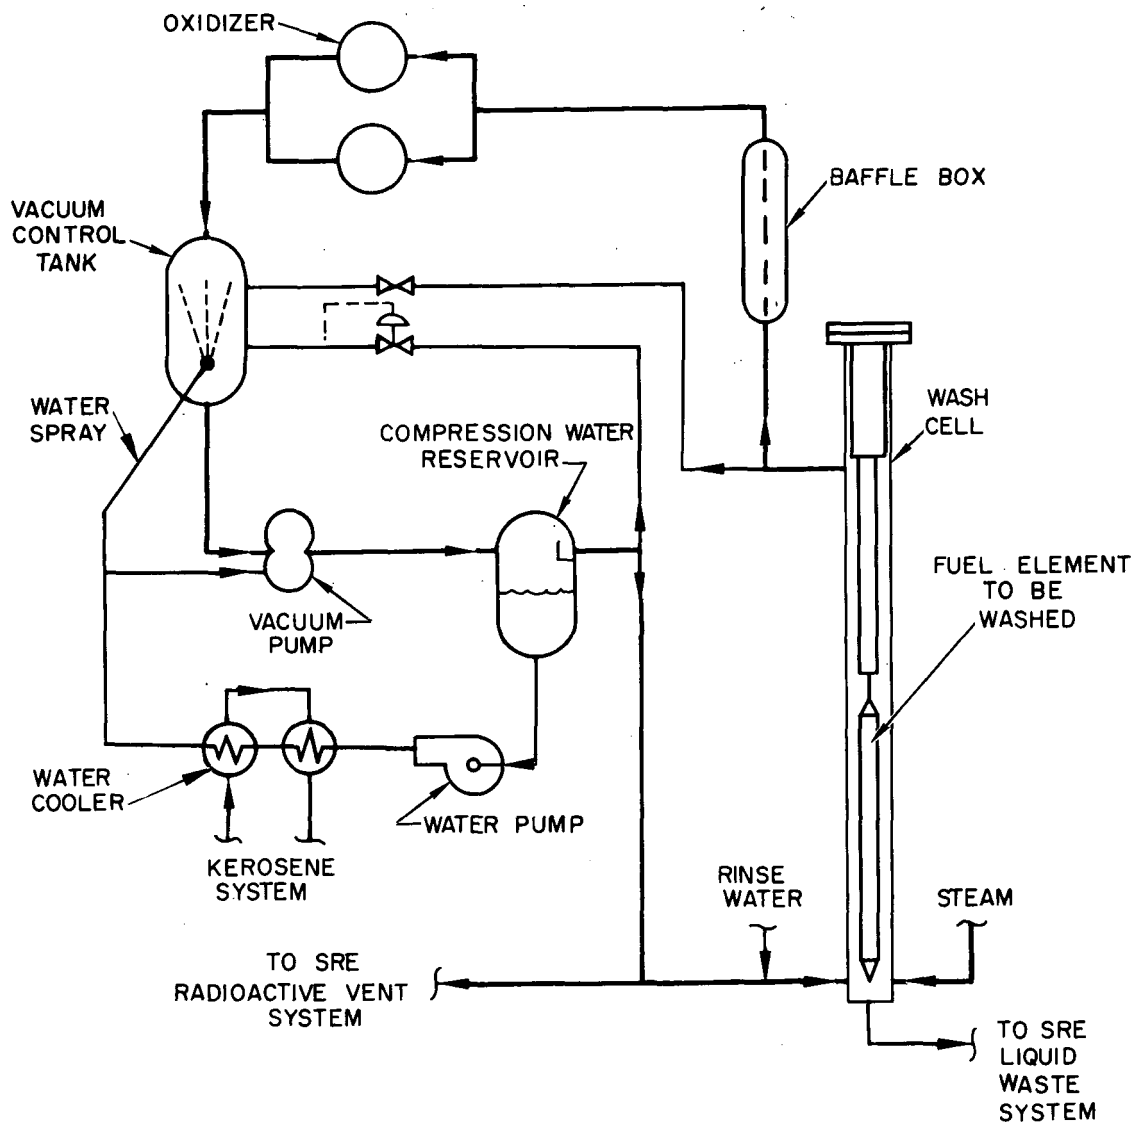 OXIDIZER
BAFFLE BOX
VACUUM
CONTROL
TANK
WATER
SPRAY
COMPRESSION WATER
RESERVOIR
WASH
CELL
FUEL ELEMENT
TO BE
WASHED
VACUUM
PUMP
WATER
COOLER
WATER PUMP
KEROSENE
SYSTEM
RINSE
WATER
STEAM
TO SRE
RADIOACTIVE VENT
SYSTEM
TO SRE
LIQUID
WASTE
SYSTEM